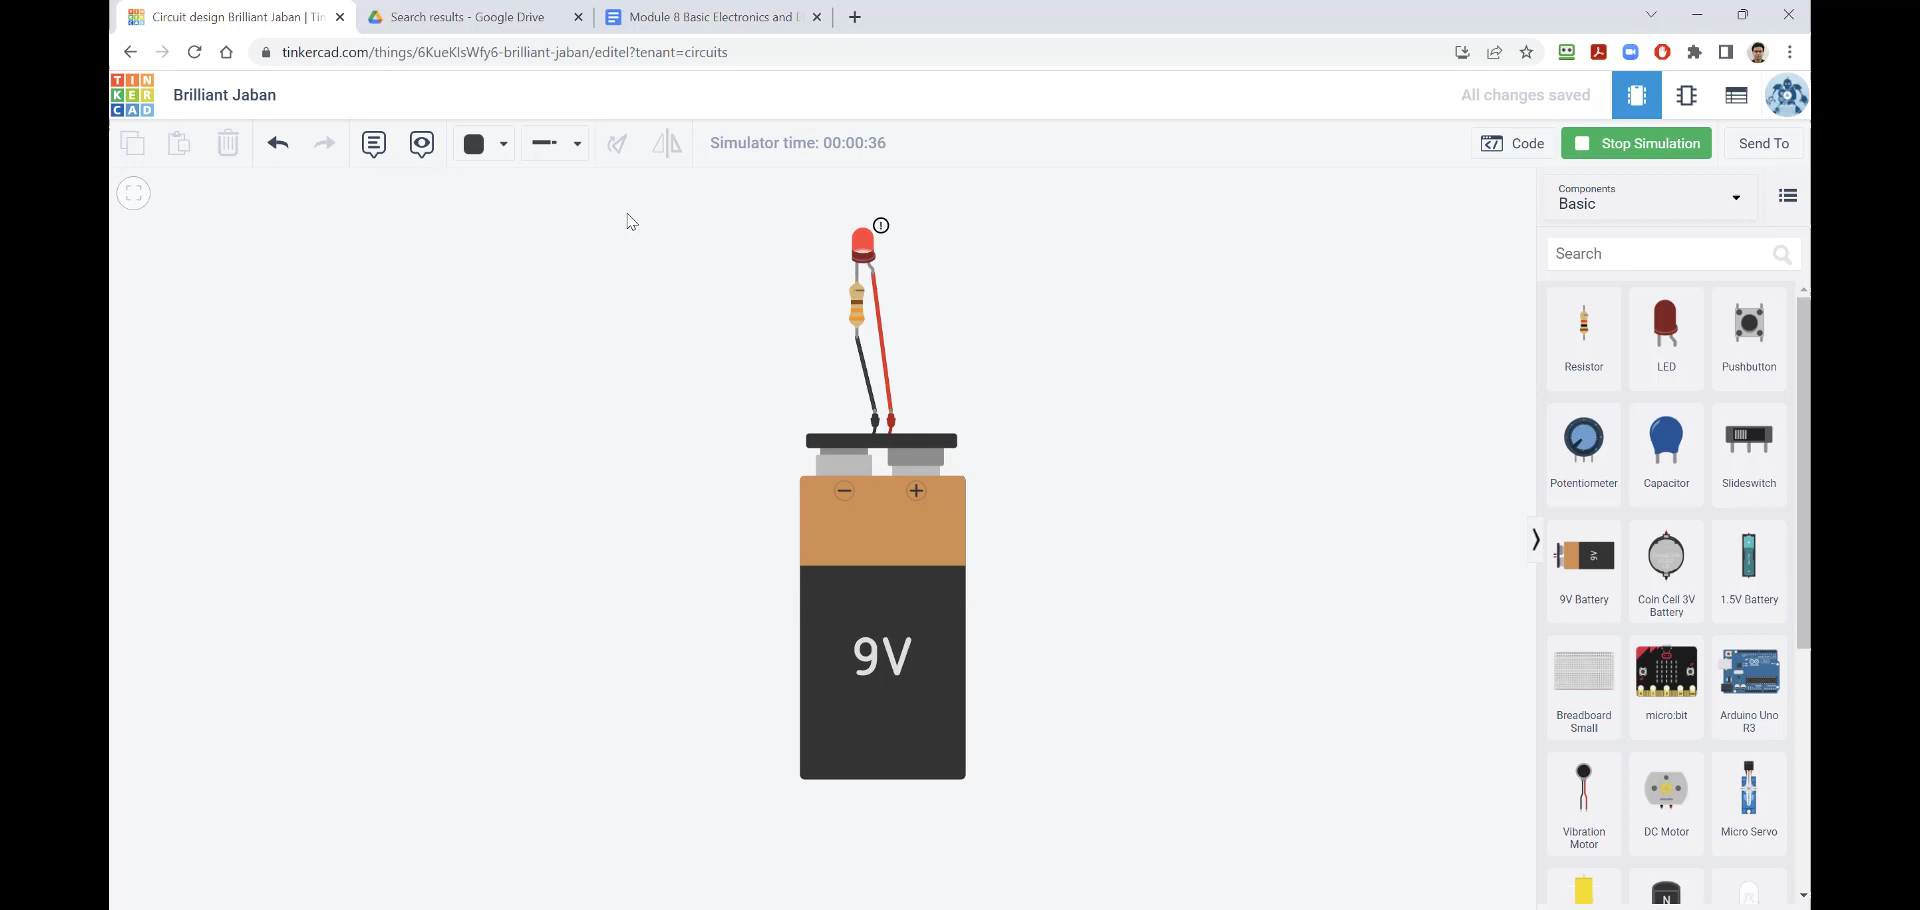 Circuit design Brilliant Jaban | Tin
Search results - Google Drive
Module 8 Basic Electronics and E
tinkercad.com/things/6KueKIsWfy6-brilliant-jaban/editel?tenant=circuits
TIN
KER
CAD
Brilliant Jaban
All changes saved
Simulator time: 00:00:36
Code
Stop Simulation
Send To
Components
Basic
Search
Resistor
LED
Pushbutton
Potentiometer
Capacitor
Slideswitch
9V
9V Battery
Coin Cell 3V
Battery
1.5V Battery
Breadboard
Small
micro:bit
Arduino Uno
R3
Vibration
Motor
DC Motor
Micro Servo
N
− +
9V